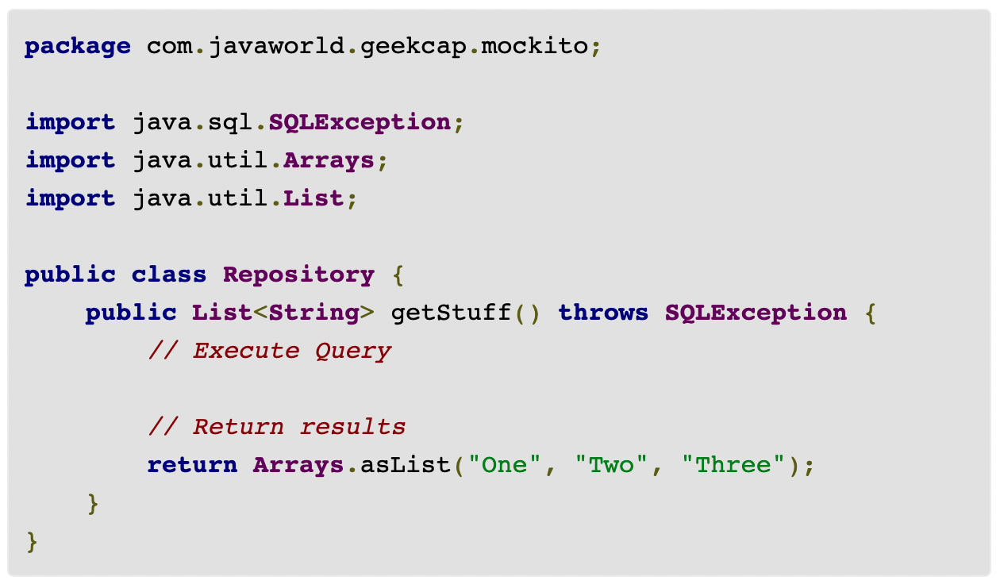 package com.javaworld.geekcap.mockito;
import java.sql.SQLException;
import java.util.Arrays;
import java.util.List;
public class Repository {
    public List<String> getStuff() throws SQLException {
        // Execute Query
        // Return results
        return Arrays.asList("One", "Two", "Three");
    }
}